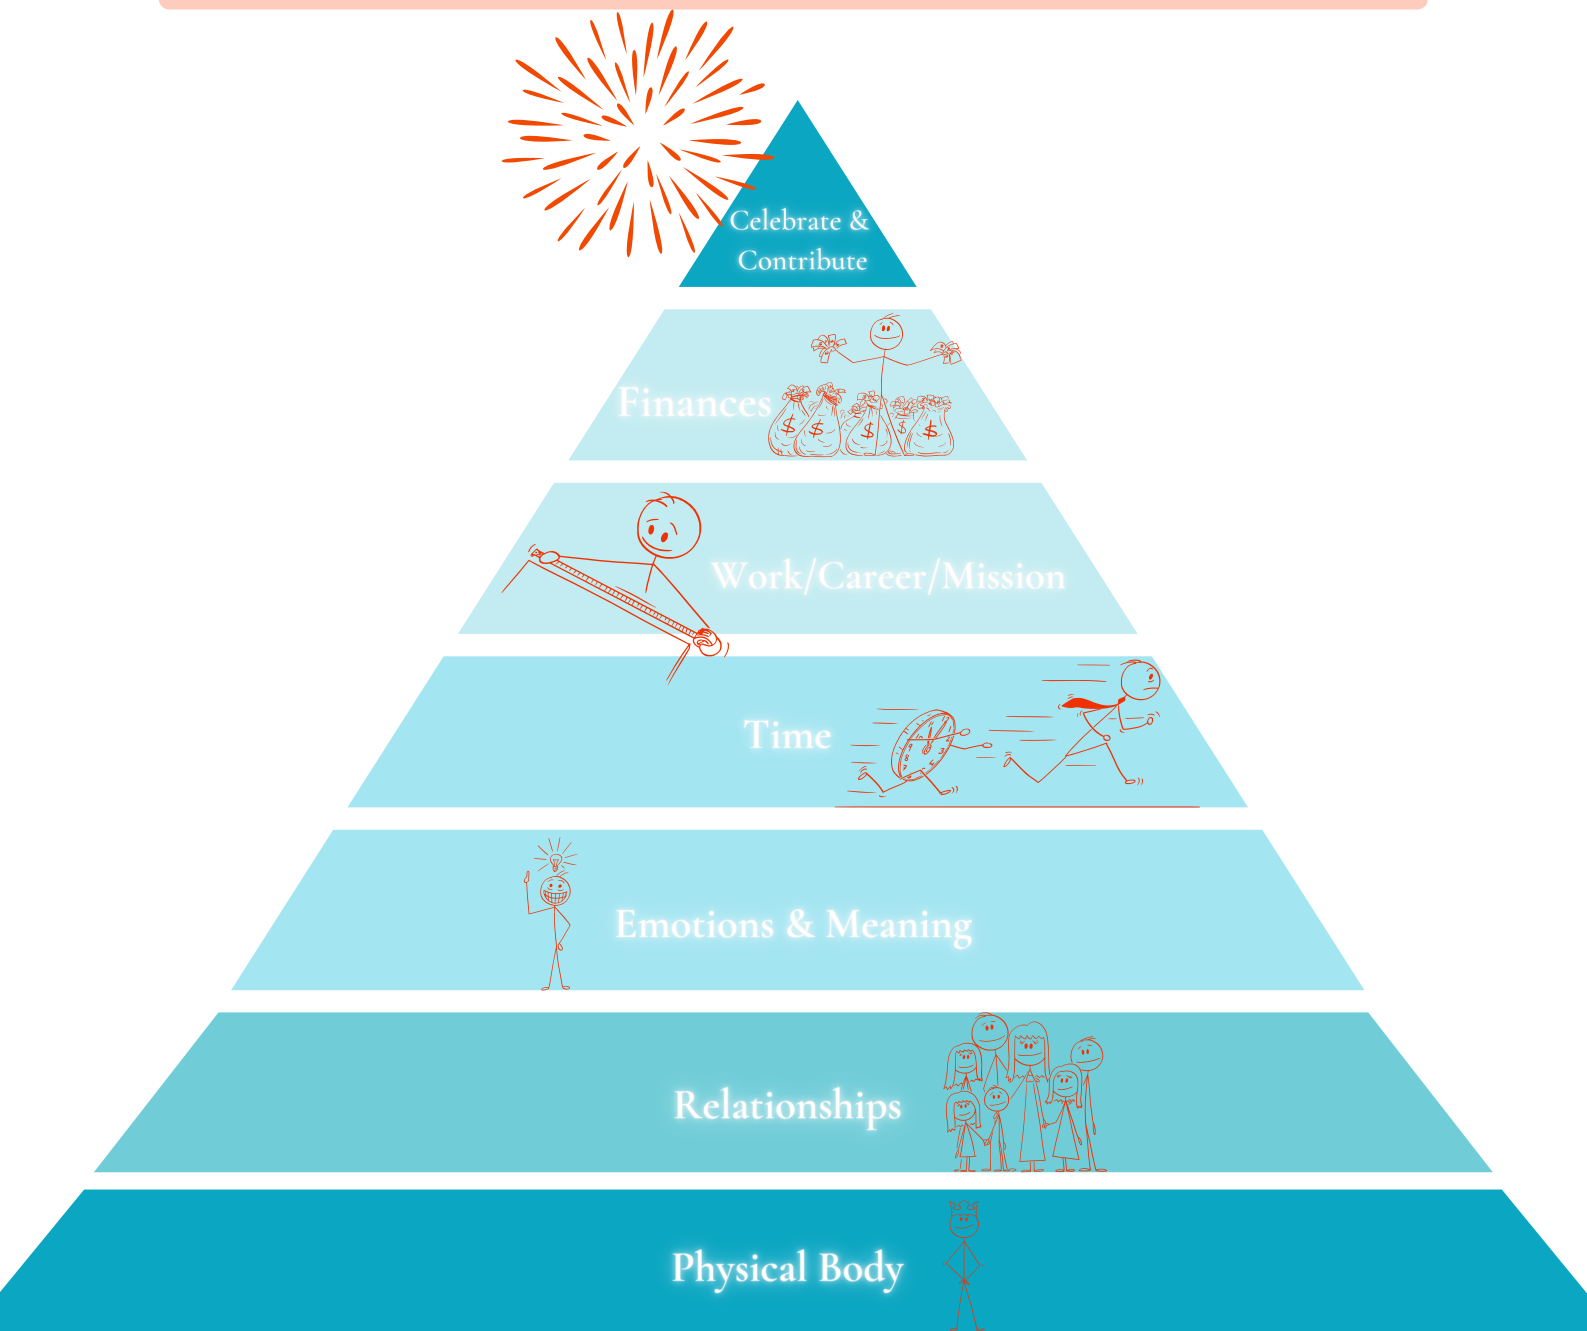 Celebrate &
Contribute
Finances
$ $ $ $ $
Work/Career/Mission
Time
Emotions & Meaning
Relationships
Physical Body